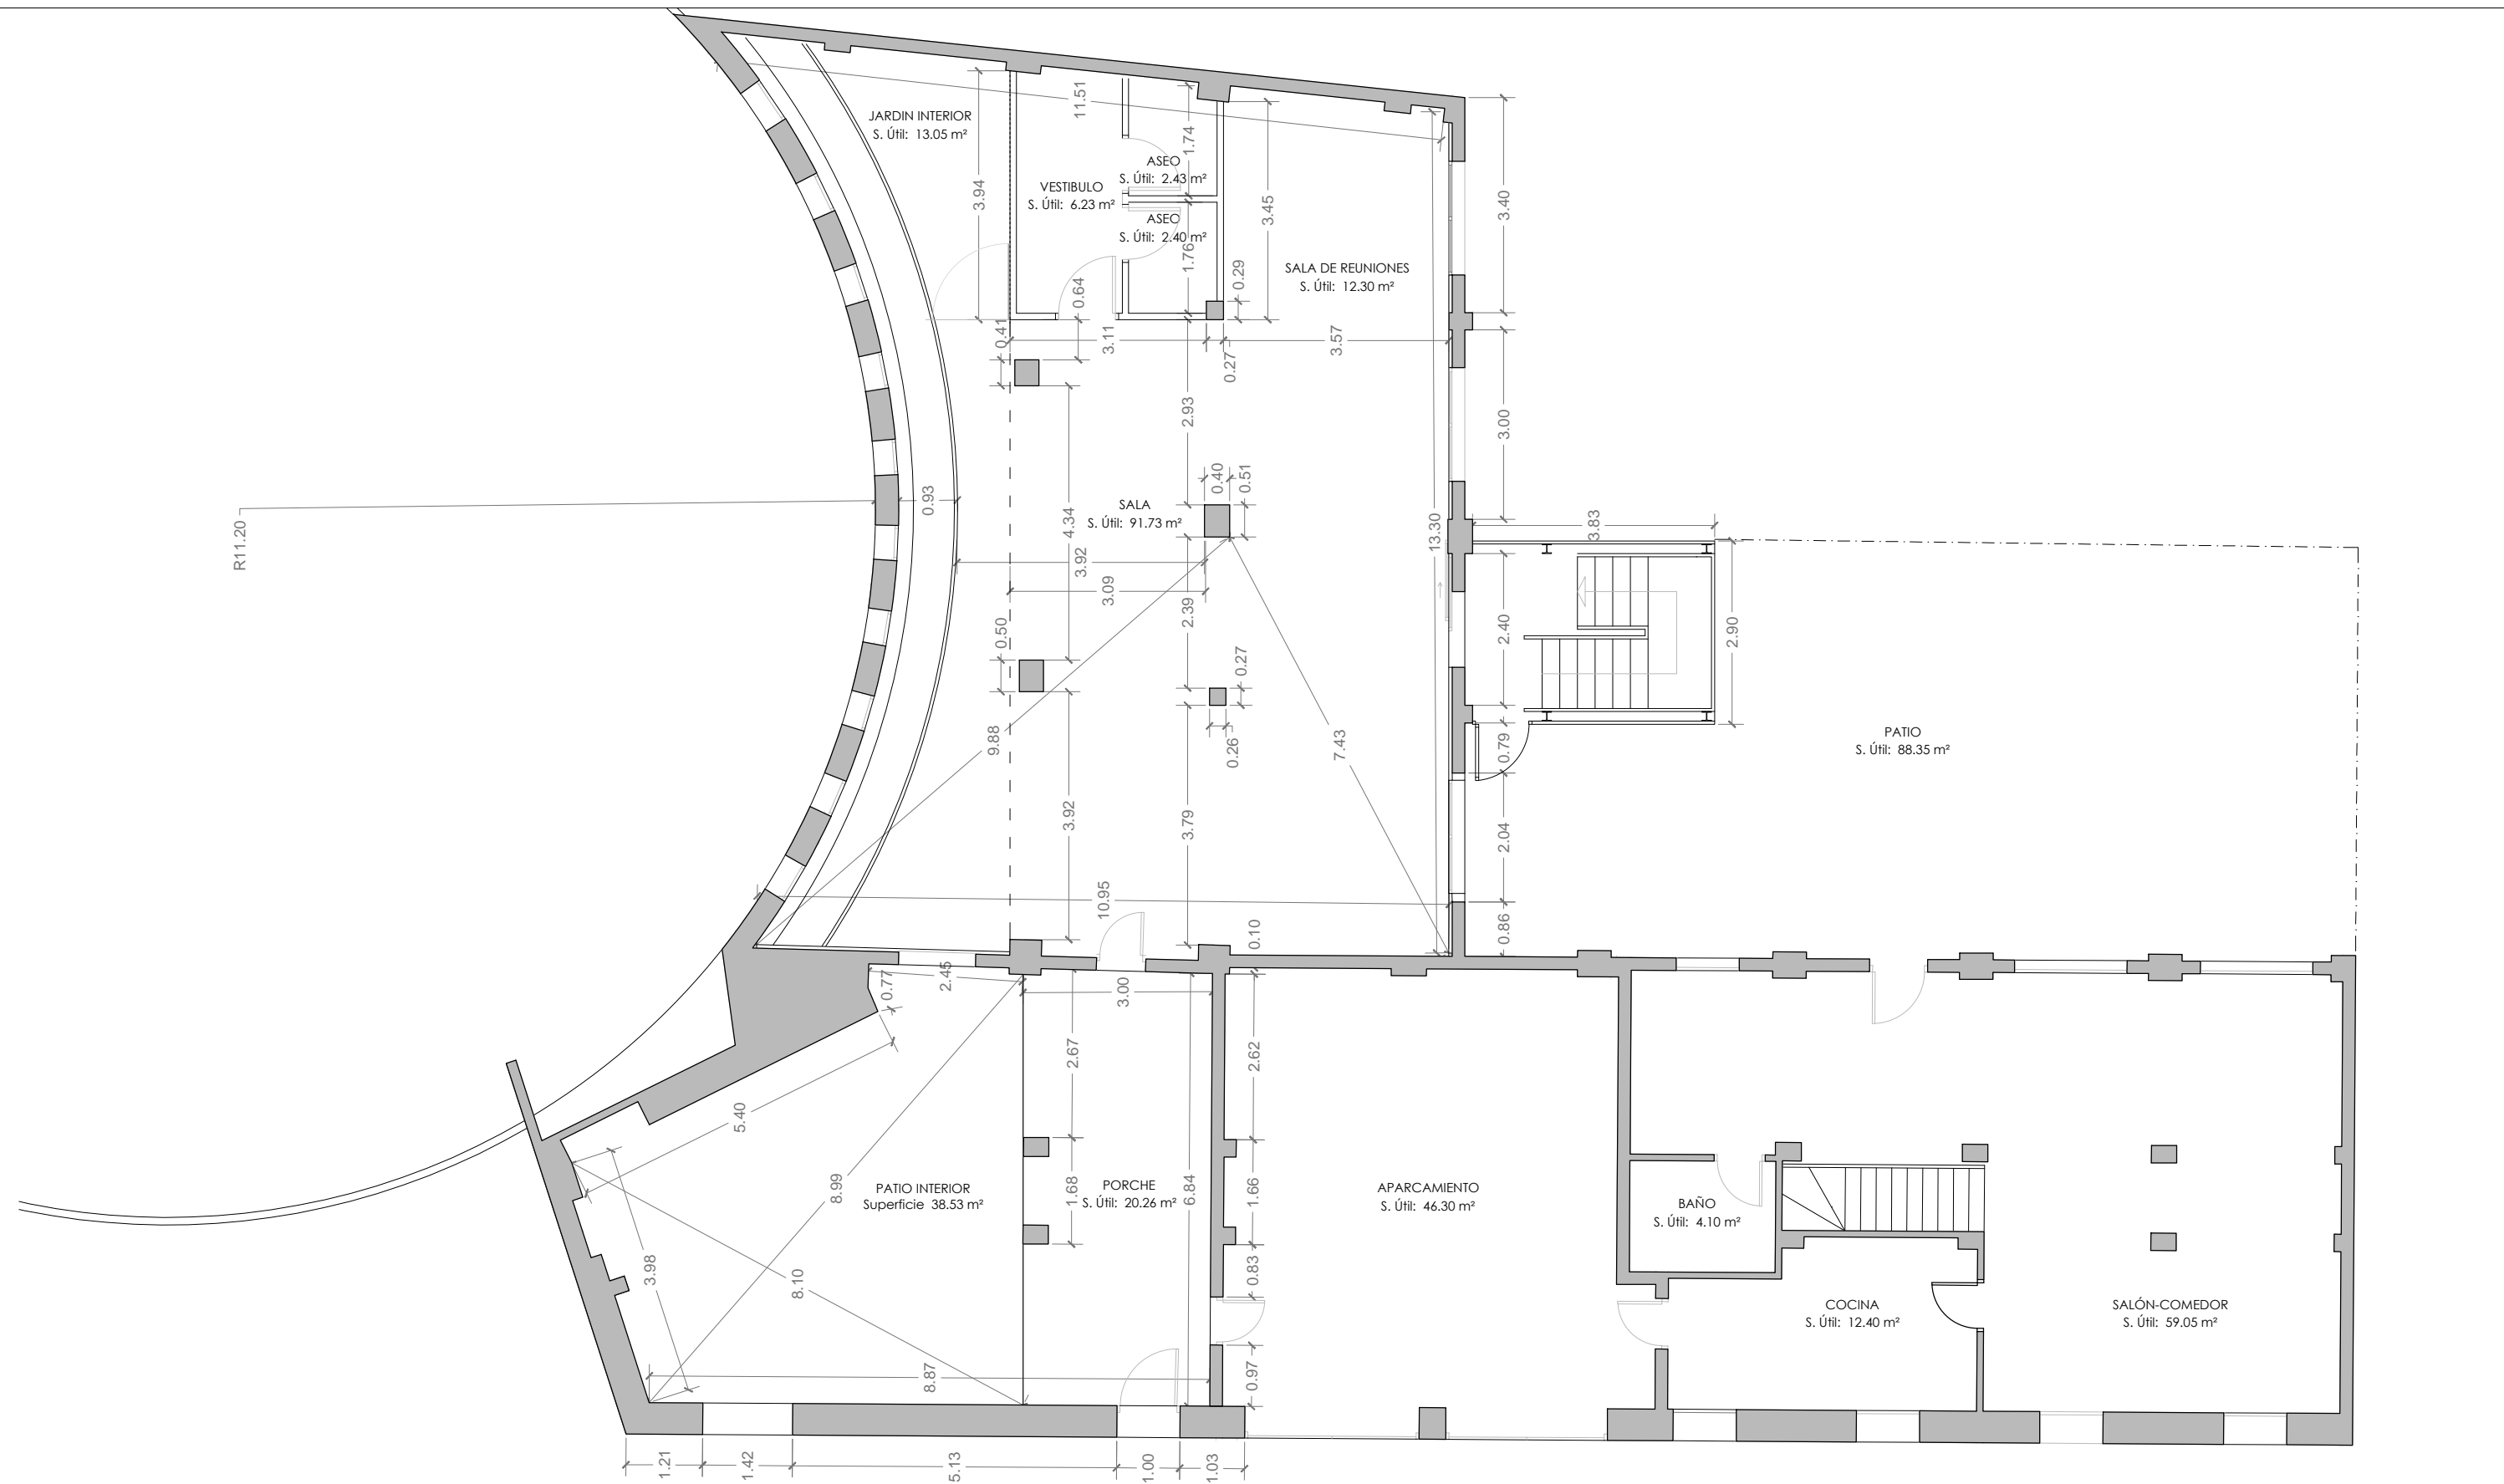 11.51
JARDIN INTERIOR
S. Útil: 13.05 m²
3.94
1.74
ASEO
S. Útil: 2.43 m²
VESTIBULO
S. Útil: 6.23 m²
ASEO
S. Útil: 2.40 m²
1.76
3.45
3.40
SALA DE REUNIONES
S. Útil: 12.30 m²
0.29
0.64
0.41
3.11
0.27
3.57
2.93
3.00
0.40
0.51
0.93
R11.20
SALA
S. Útil: 91.73 m²
4.34
13.30
3.83
3.92
3.09
2.39
2.40
2.90
0.50
0.27
0.26
9.88
7.43
0.79
PATIO
S. Útil: 88.35 m²
3.92
3.79
2.04
10.95
0.10
0.86
2.45
0.77
3.00
2.67
2.62
5.40
8.99
PATIO INTERIOR
Superficie 38.53 m²
1.68
PORCHE
S. Útil: 20.26 m²
6.84
1.66
APARCAMIENTO
S. Útil: 46.30 m²
BAÑO
S. Útil: 4.10 m²
3.98
8.10
0.83
COCINA
S. Útil: 12.40 m²
SALÓN-COMEDOR
S. Útil: 59.05 m²
8.87
0.97
1.21
1.42
5.13
1.00
1.03